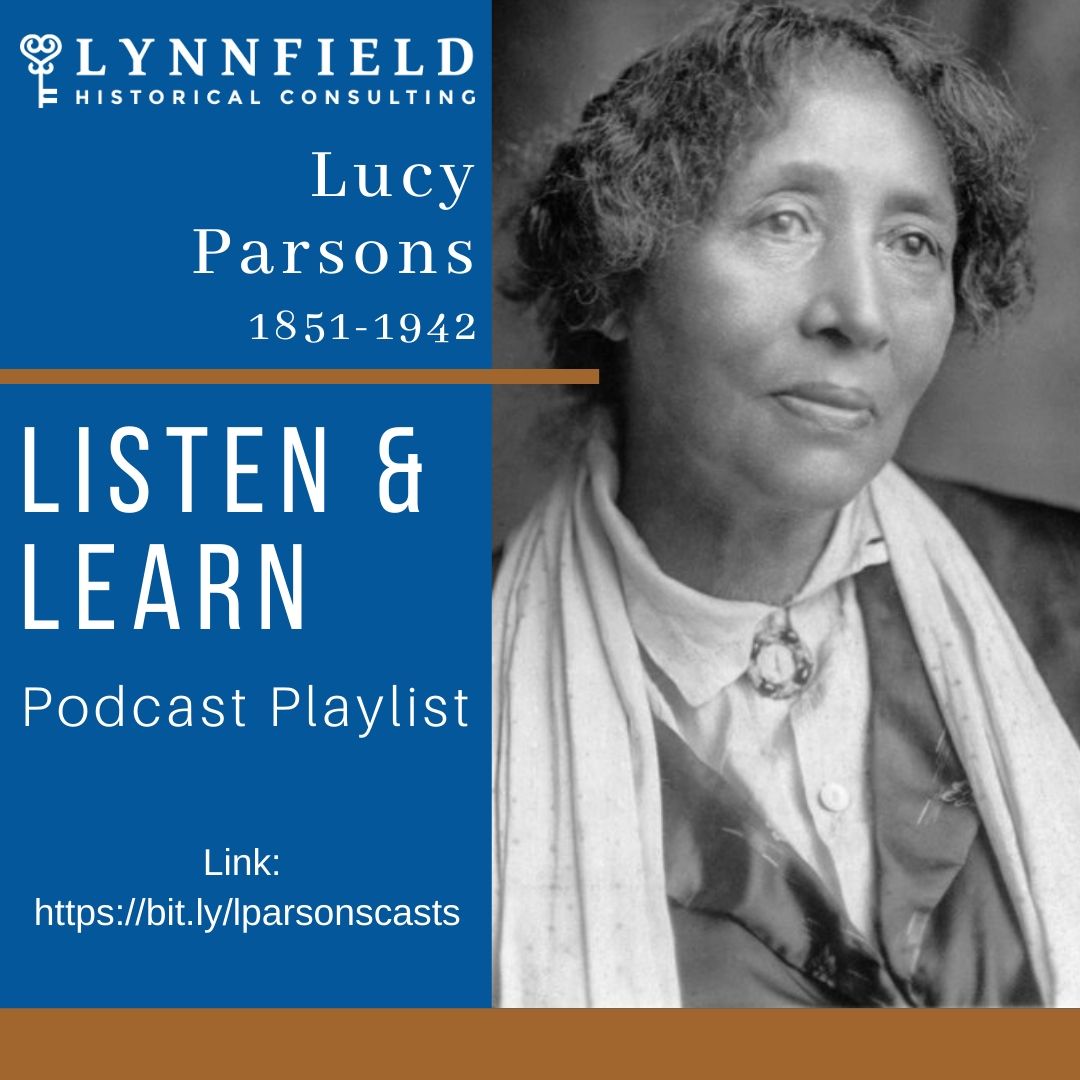 LYNNFIELD
HISTORICAL CONSULTING
Lucy
Parsons
1851-1942
LISTEN &
LEARN
Podcast Playlist
Link:
https://bit.ly/lparsonscasts